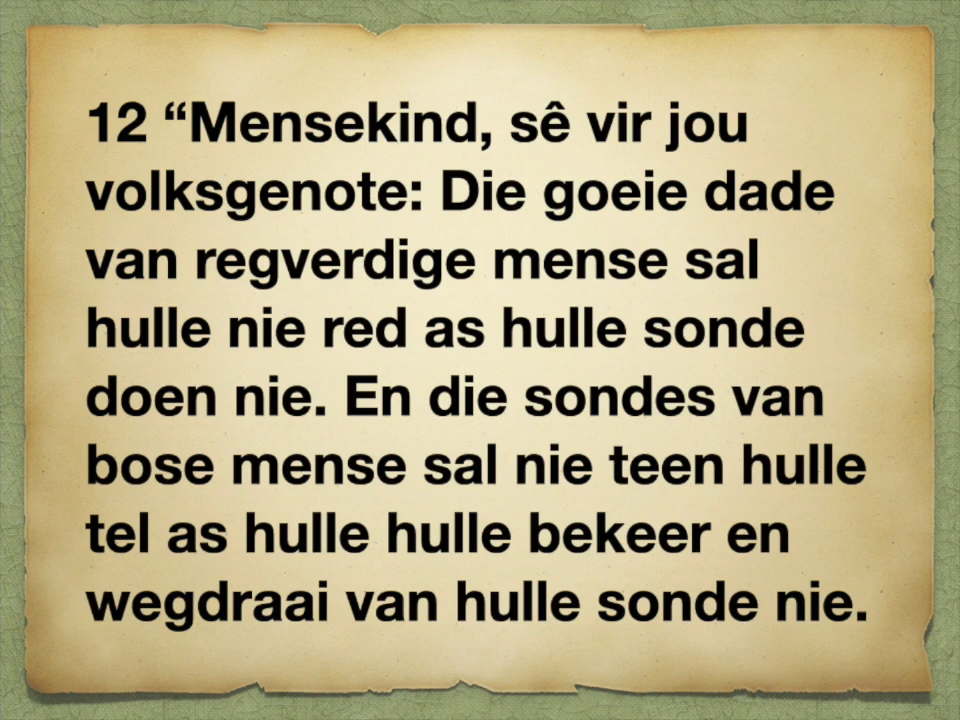 12 “Mensekind, sê vir jou
volksgenote: Die goeie dade
van regverdige mense sal
hulle nie red as hulle sonde
doen nie. En die sondes van
bose mense sal nie teen hulle
tel as hulle hulle bekeer en
wegdraai van hulle sonde nie.